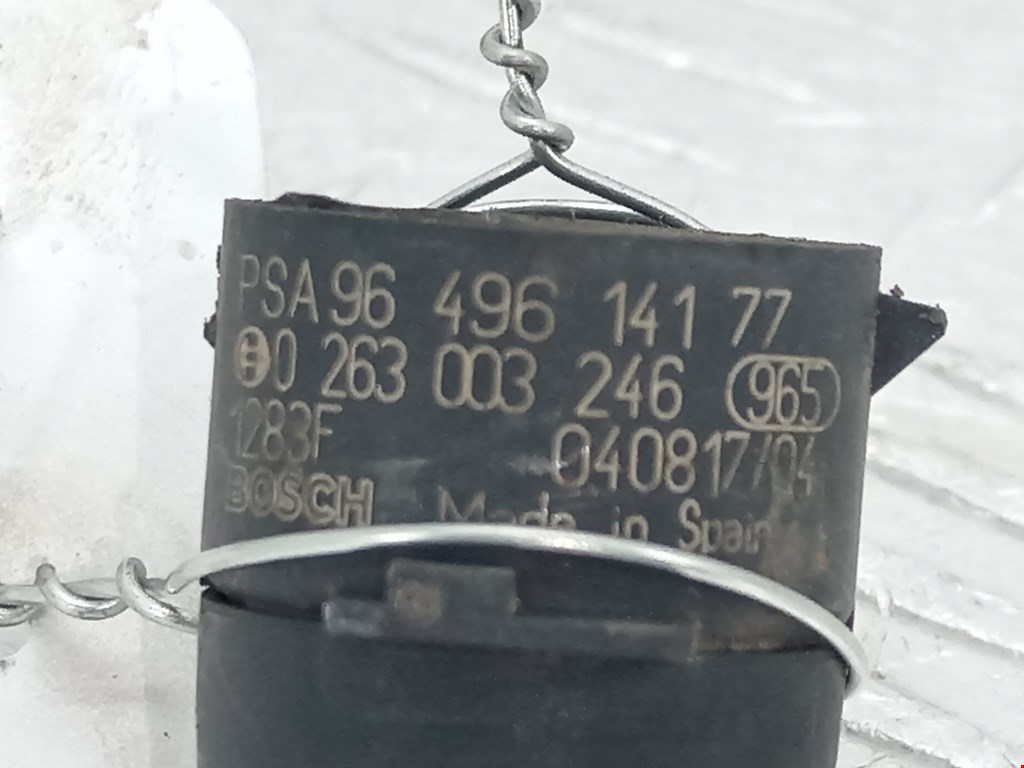 PSA 96 496 141 77
0 263 003 246 965
1283F 040817/04
BOSCH Made in Spain